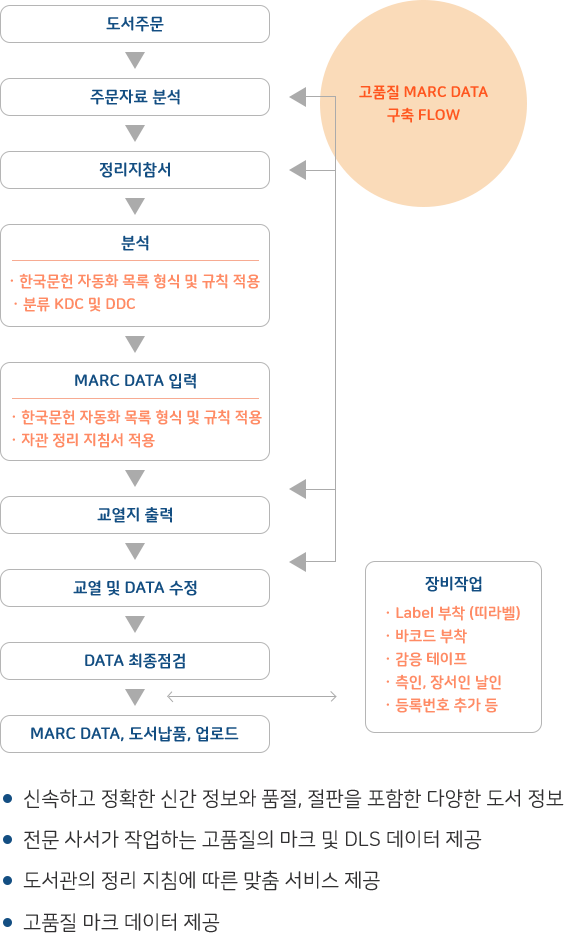 도서주문
고품질 MARC DATA
구축 FLOW
주문자료 분석
정리지참서
분석
· 한국문헌 자동화 목록 형식 및 규칙 적용
· 분류 KDC 및 DDC
MARC DATA 입력
· 한국문헌 자동화 목록 형식 및 규칙 적용
· 자관 정리 지침서 적용
교열지 출력
교열 및 DATA 수정
DATA 최종점검
MARC DATA, 도서납품, 업로드
장비작업
· Label 부착 (띠라벨)
· 바코드 부착
· 감응 테이프
· 측인, 장서인 날인
· 등록번호 추가 등
● 신속하고 정확한 신간 정보와 품절, 절판을 포함한 다양한 도서 정보
● 전문 사서가 작업하는 고품질의 마크 및 DLS 데이터 제공
● 도서관의 정리 지침에 따른 맞춤 서비스 제공
● 고품질 마크 데이터 제공